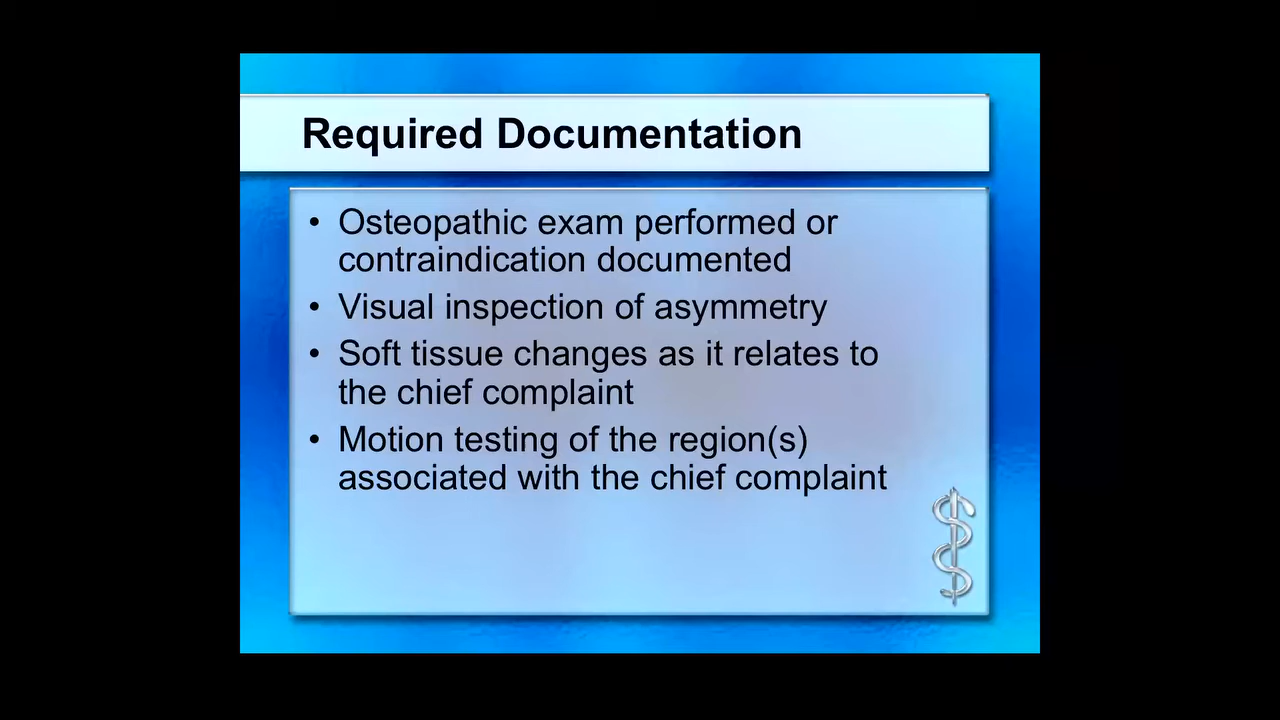 Required Documentation
• Osteopathic exam performed or
contraindication documented
• Visual inspection of asymmetry
• Soft tissue changes as it relates to
the chief complaint
• Motion testing of the region(s)
associated with the chief complaint